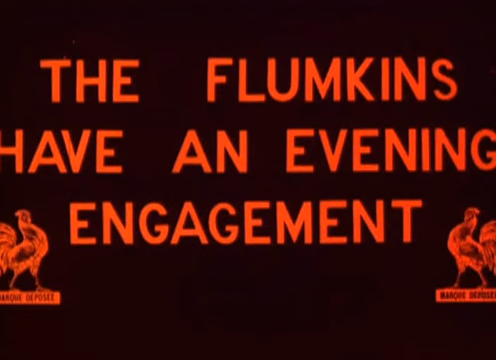 THE FLUMKINS
HAVE AN EVENING
ENGAGEMENT
MARQUE DEPOSÉE
MARQUE DEPOSÉE